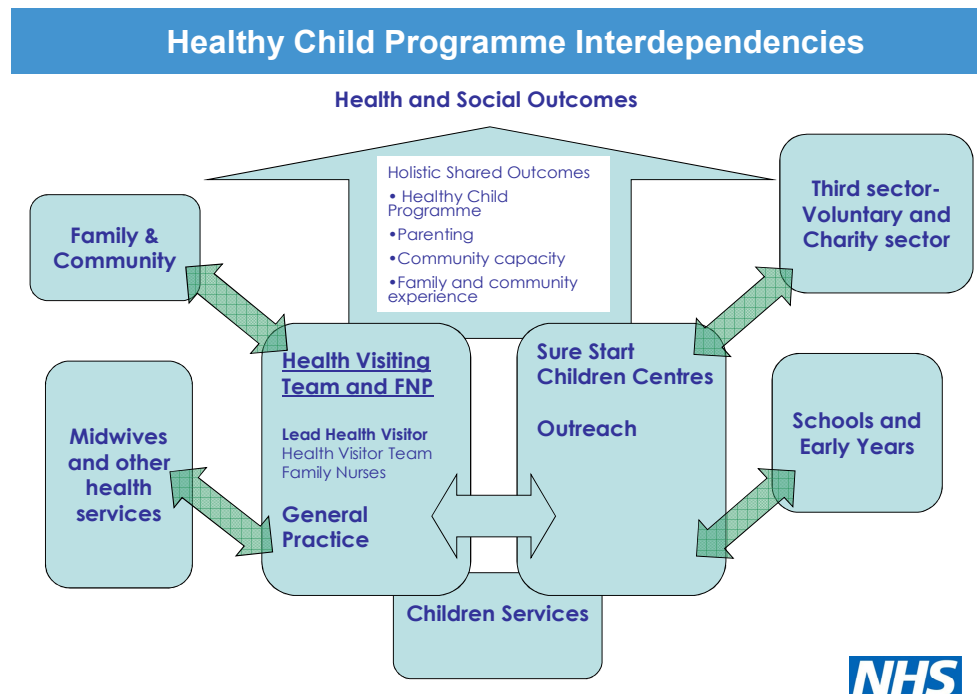 Healthy Child Programme Interdependencies
Health and Social Outcomes
Holistic Shared Outcomes
• Healthy Child
Programme
•Parenting
•Community capacity
•Family and community
experience
Family &
Community
Third sector-
Voluntary and
Charity sector
Health Visiting
Team and FNP
Lead Health Visitor
Health Visitor Team
Family Nurses
General
Practice
Sure Start
Children Centres
Outreach
Midwives
and other
health
services
Schools and
Early Years
Children Services
NHS